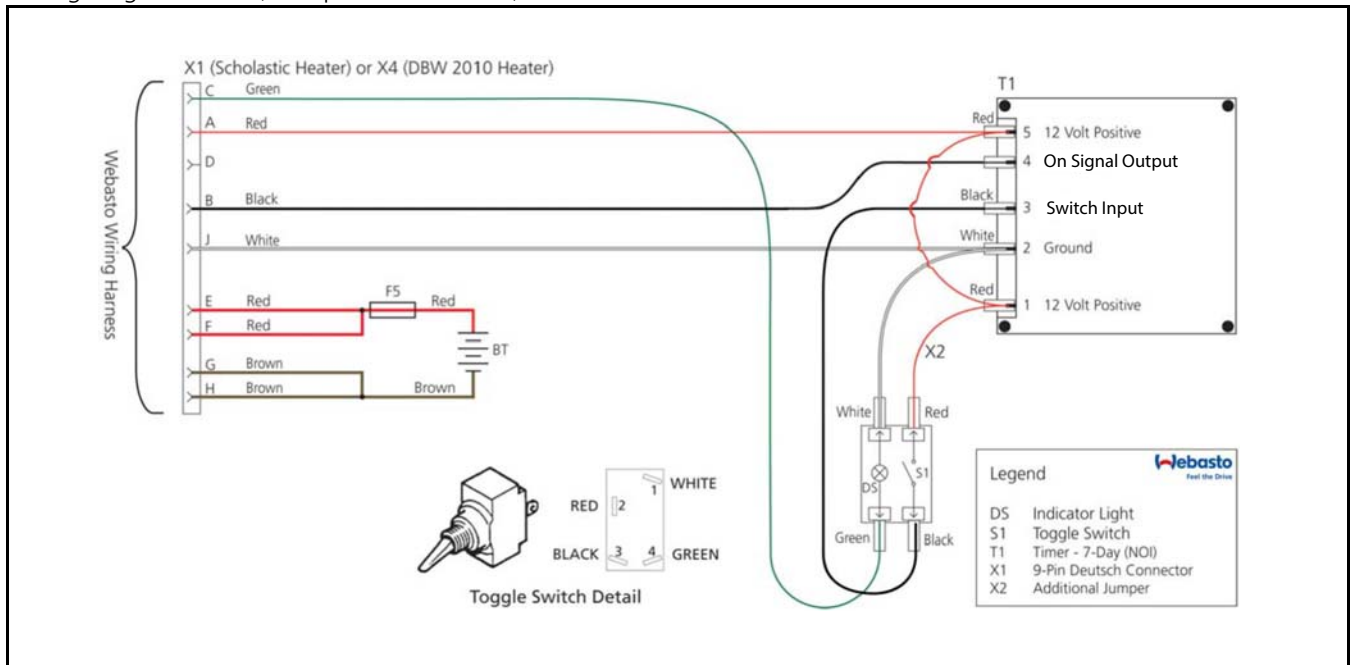 X1 (Scholastic Heater) or X4 (DBW 2010 Heater)
C Green
A Red
D
B Black
J White
E Red
F5
Red
F Red
BT
G Brown
H Brown
Brown
Webasto Wiring Harness
T1
Red
5 12 Volt Positive
4 On Signal Output
Black
3 Switch Input
White
2 Ground
Red
1 12 Volt Positive
X2
White
Red
DS
S1
Green
Black
1 WHITE
RED 2
BLACK 3
4 GREEN
Toggle Switch Detail
Legend
Webasto
Feel the Drive
DS Indicator Light
S1 Toggle Switch
T1 Timer - 7-Day (NOI)
X1 9-Pin Deutsch Connector
X2 Additional Jumper